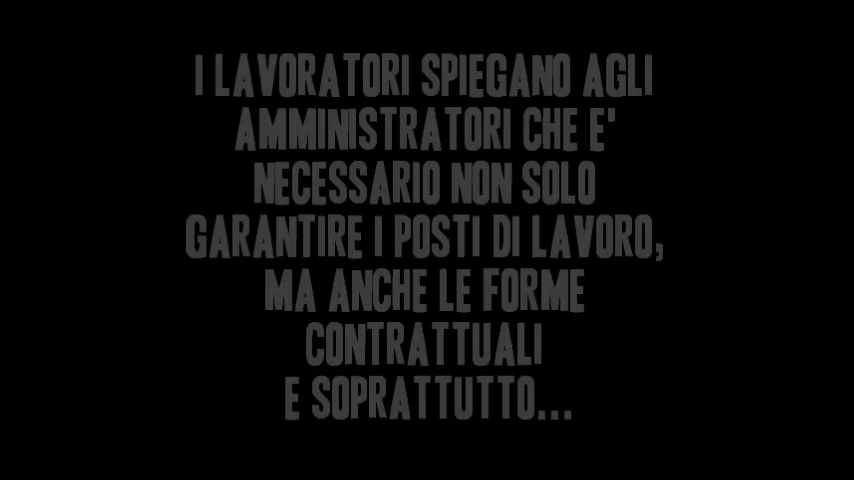 I LAVORATORI SPIEGANO AGLI
AMMINISTRATORI CHE E'
NECESSARIO NON SOLO
GARANTIRE I POSTI DI LAVORO,
MA ANCHE LE FORME
CONTRATTUALI
E SOPRATTUTTO...